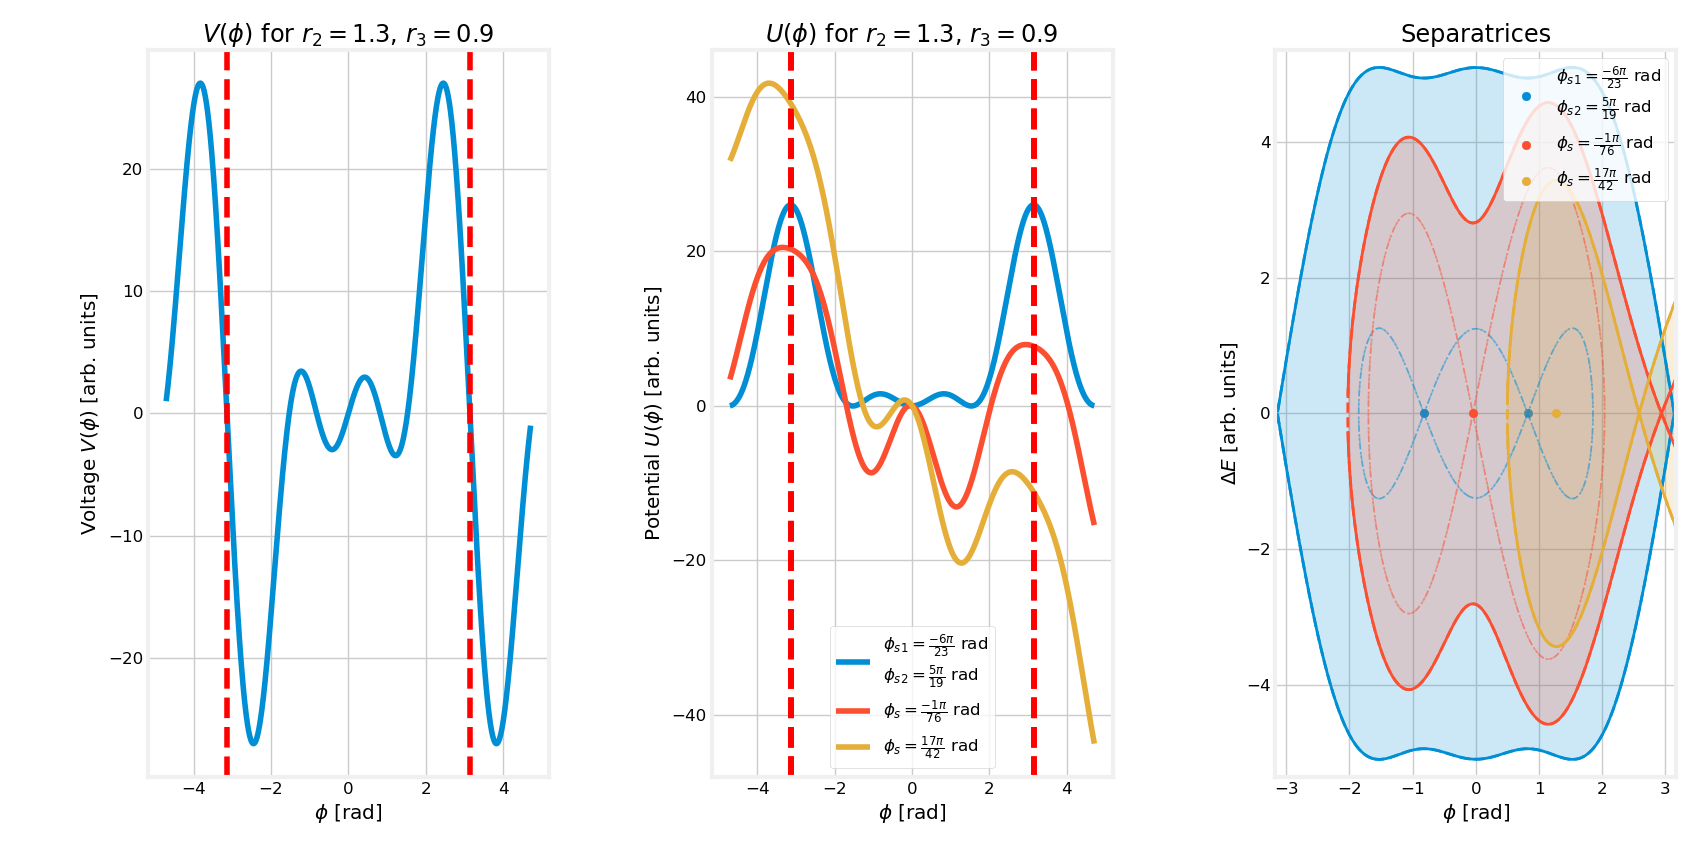 V(ϕ) for r₂ = 1.3, r₃ = 0.9
Voltage V(ϕ) [arb. units]
20
10
0
−10
−20
−4
−2
0
2
4
ϕ [rad]
U(ϕ) for r₂ = 1.3, r₃ = 0.9
Potential U(ϕ) [arb. units]
40
20
0
−20
−40
ϕₛ₁ = −6π/23 rad
ϕₛ₂ = 5π/19 rad
ϕₛ = −1π/76 rad
ϕₛ = 17π/42 rad
−4
−2
0
2
4
ϕ [rad]
Separatrices
ΔE [arb. units]
4
2
0
−2
−4
ϕₛ₁ = −6π/23 rad
ϕₛ₂ = 5π/19 rad
ϕₛ = −1π/76 rad
ϕₛ = 17π/42 rad
−3
−2
−1
0
1
2
3
ϕ [rad]